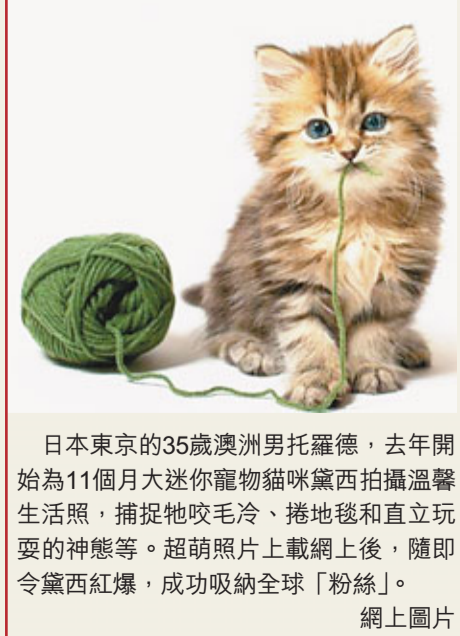 日本東京的35歲澳洲男托羅德，去年開
始為11個月大迷你寵物貓咪黛西拍攝溫馨
生活照，捕捉牠咬毛冷、捲地毯和直立玩
耍的神態等。超萌照片上載網上後，隨即
令黛西紅爆，成功吸納全球「粉絲」。
網上圖片